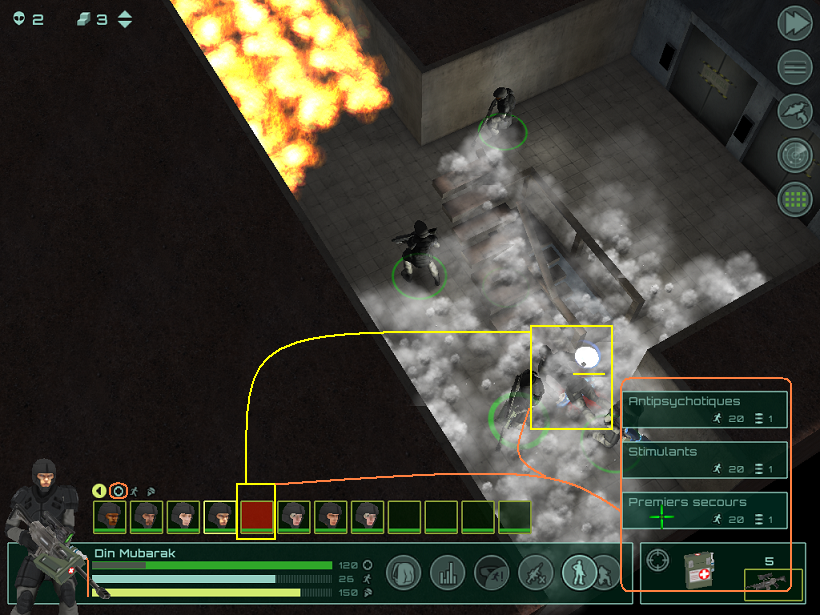 2
3
Antipsychotiques
20 1
Stimulants
20 1
Premiers secours
20 1
Din Mubarak
120
26
150
5